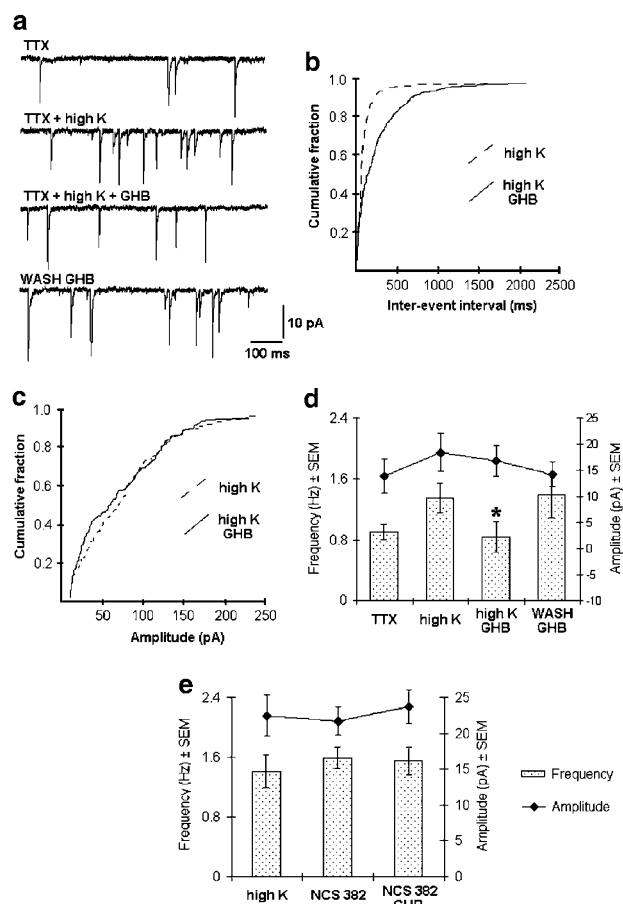 a
TTX
TTX + high K
TTX + high K + GHB
WASH GHB
10 pA
100 ms
b
Cumulative fraction
1.0
0.8
0.6
0.4
0.2
high K
high K
GHB
500 1000 1500 2000 2500
Inter-event interval (ms)
c
Cumulative fraction
1.0
0.8
0.6
0.4
0.2
high K
high K
GHB
50 100 150 200 250
Amplitude (pA)
d
Frequency (Hz) ± SEM
2.4
1.6
0.8
0
*
25
20
15
10
5
0
-5
-10
Amplitude (pA) ± SEM
TTX
high K
high K
GHB
WASH
GHB
e
Frequency (Hz) ± SEM
2.4
1.6
0.8
0
25
20
15
10
5
0
Amplitude (pA) ± SEM
high K
NCS 382
NCS 382
GHB
Frequency
Amplitude